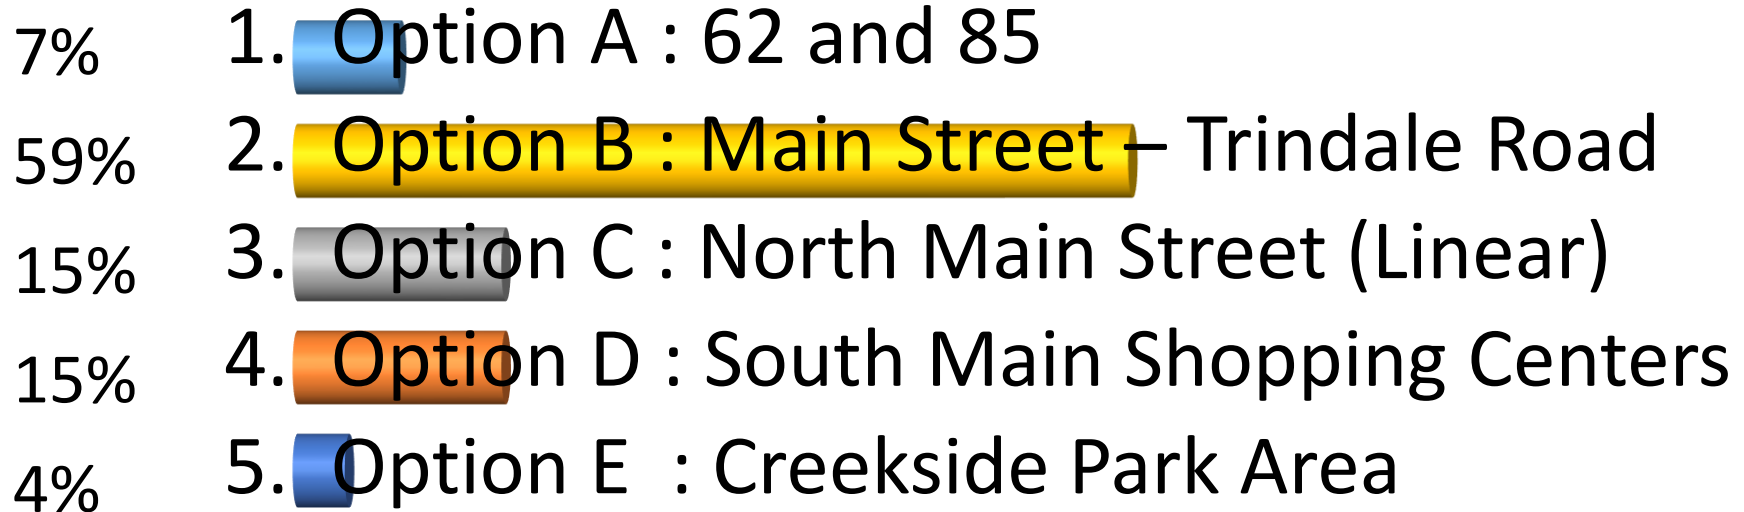 7% 1. Option A : 62 and 85
59% 2. Option B : Main Street – Trindale Road
15% 3. Option C : North Main Street (Linear)
15% 4. Option D : South Main Shopping Centers
4% 5. Option E : Creekside Park Area